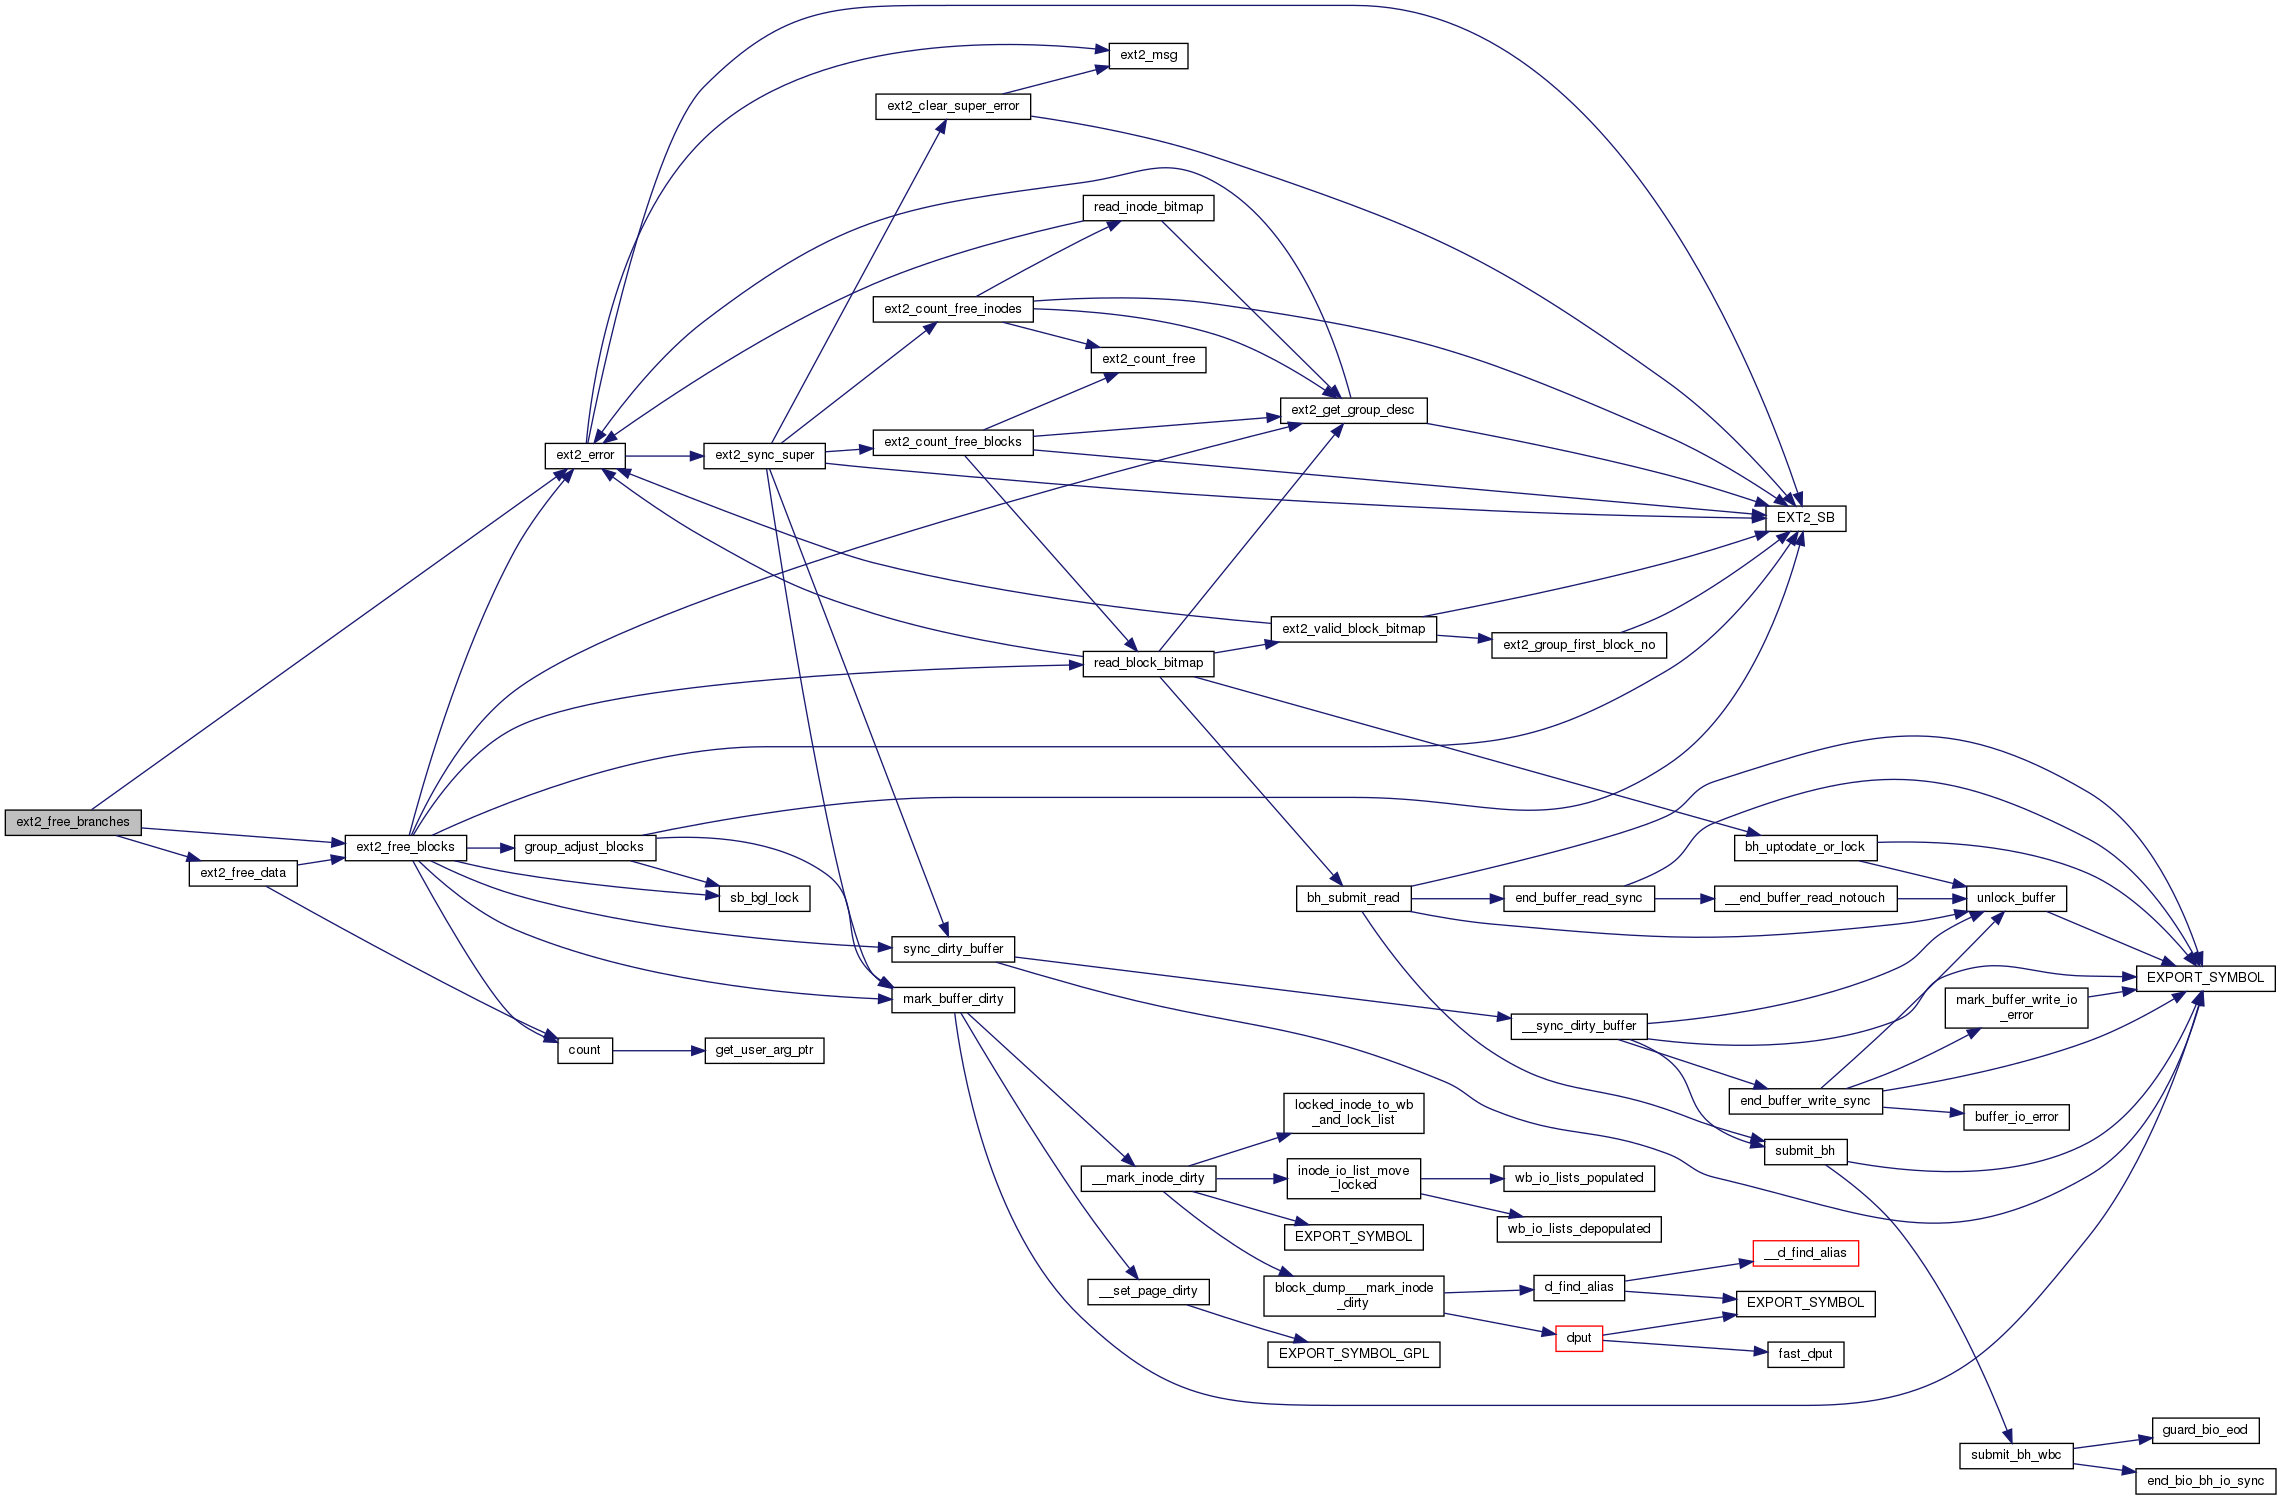 ext2_msg
ext2_clear_super_error
read_inode_bitmap
ext2_count_free_inodes
ext2_count_free
ext2_get_group_desc
ext2_count_free_blocks
ext2_error
ext2_sync_super
EXT2_SB
ext2_valid_block_bitmap
ext2_group_first_block_no
read_block_bitmap
ext2_free_branches
ext2_free_blocks
group_adjust_blocks
bh_uptodate_or_lock
ext2_free_data
sb_bgl_lock
bh_submit_read
end_buffer_read_sync
__end_buffer_read_notouch
unlock_buffer
sync_dirty_buffer
EXPORT_SYMBOL
mark_buffer_dirty
mark_buffer_write_io
_error
__sync_dirty_buffer
count
get_user_arg_ptr
end_buffer_write_sync
buffer_io_error
locked_inode_to_wb
_and_lock_list
submit_bh
__mark_inode_dirty
inode_io_list_move
_locked
wb_io_lists_populated
wb_io_lists_depopulated
EXPORT_SYMBOL
__d_find_alias
__set_page_dirty
block_dump___mark_inode
_dirty
d_find_alias
EXPORT_SYMBOL
dput
fast_dput
EXPORT_SYMBOL_GPL
guard_bio_eod
submit_bh_wbc
end_bio_bh_io_sync